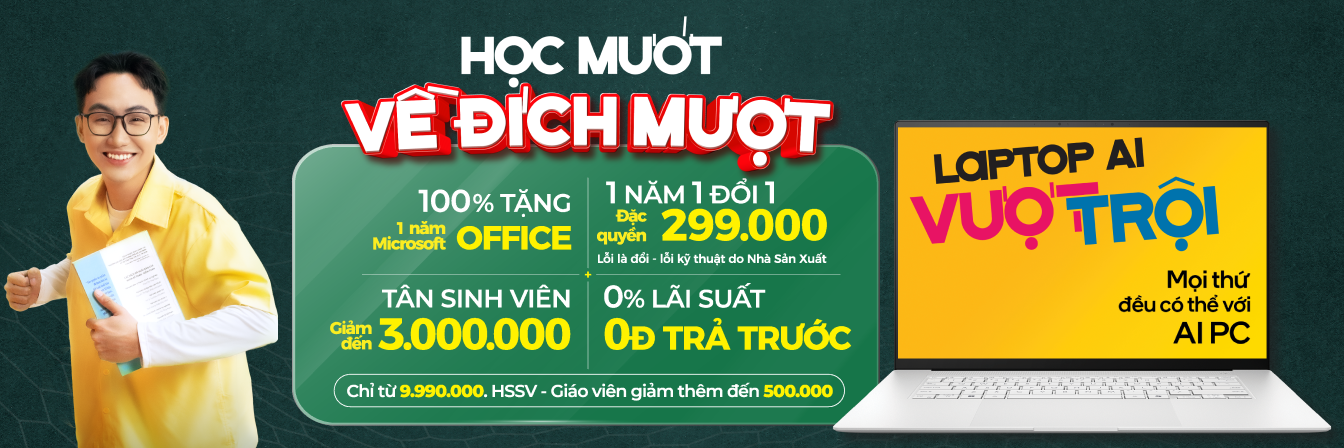 HỌC MƯỚT
VỀ ĐÍCH MƯỢT
100% TẶNG
1 năm
Microsoft OFFICE
1 NĂM 1 ĐỔI 1
Đặc
quyền 299.000
Lỗi là đổi - lỗi kỹ thuật do Nhà Sản Xuất
TÂN SINH VIÊN
Giảm
đến 3.000.000
0% LÃI SUẤT
0Đ TRẢ TRƯỚC
Chỉ từ 9.990.000. HSSV - Giáo viên giảm thêm đến 500.000
LAPTOP AI
VƯỢT TRỘI
Mọi thứ
đều có thể với
AI PC